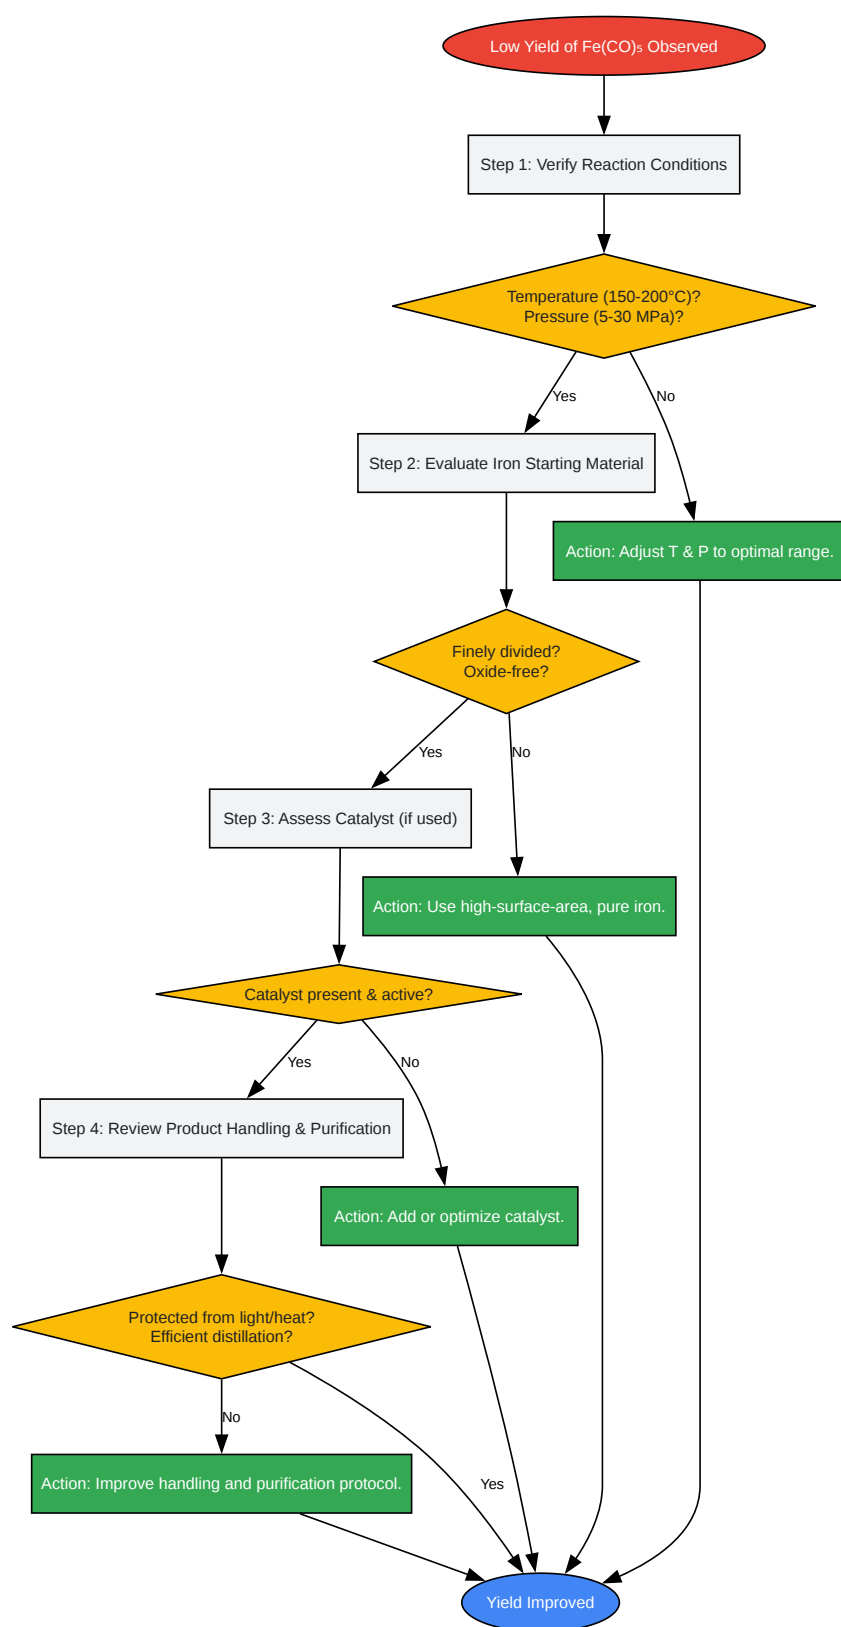 Low Yield of Fe(CO)₅ Observed
Step 1: Verify Reaction Conditions
Temperature (150-200°C)?
Pressure (5-30 MPa)?
Yes
No
Step 2: Evaluate Iron Starting Material
Action: Adjust T & P to optimal range.
Finely divided?
Oxide-free?
Yes
No
Step 3: Assess Catalyst (if used)
Action: Use high-surface-area, pure iron.
Catalyst present & active?
Yes
No
Step 4: Review Product Handling & Purification
Action: Add or optimize catalyst.
Protected from light/heat?
Efficient distillation?
No
Yes
Action: Improve handling and purification protocol.
Yield Improved